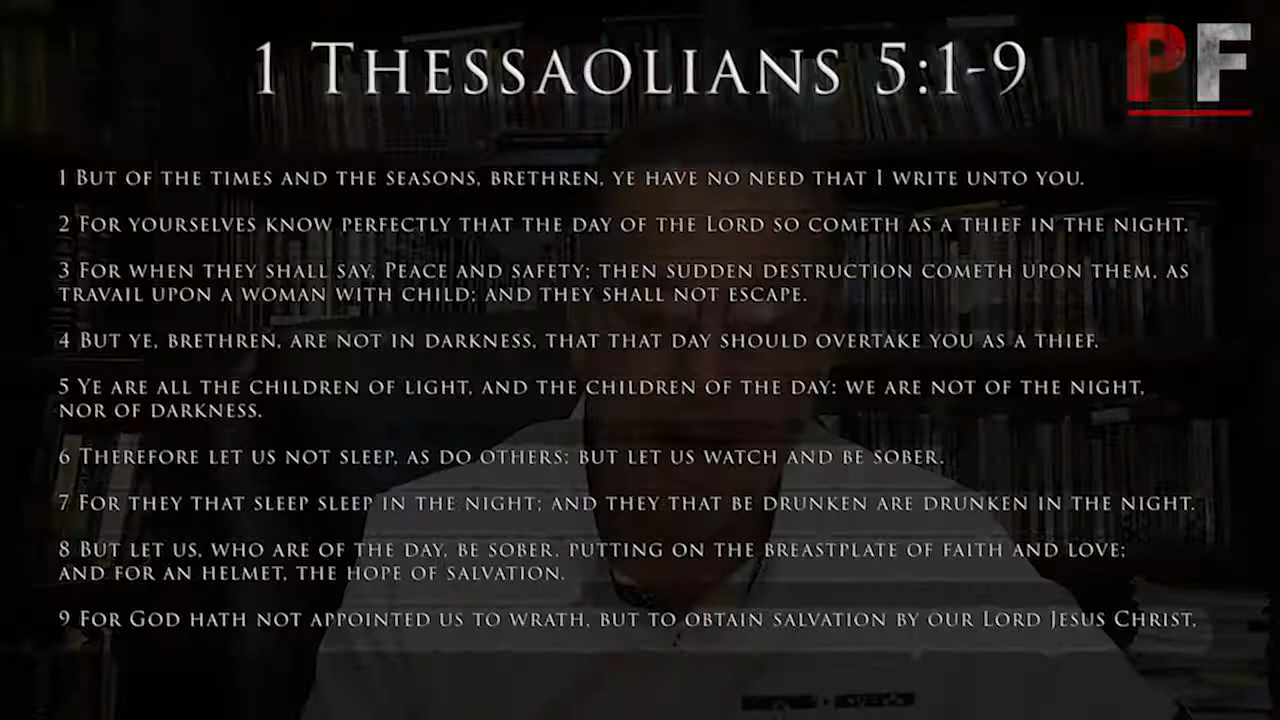 1 THESSAOLIANS 5:1-9
PF
1 BUT OF THE TIMES AND THE SEASONS, BRETHREN, YE HAVE NO NEED THAT I WRITE UNTO YOU.
2 FOR YOURSELVES KNOW PERFECTLY THAT THE DAY OF THE LORD SO COMETH AS A THIEF IN THE NIGHT.
3 FOR WHEN THEY SHALL SAY, PEACE AND SAFETY; THEN SUDDEN DESTRUCTION COMETH UPON THEM, AS
TRAVAIL UPON A WOMAN WITH CHILD; AND THEY SHALL NOT ESCAPE.
4 BUT YE, BRETHREN, ARE NOT IN DARKNESS, THAT THAT DAY SHOULD OVERTAKE YOU AS A THIEF.
5 YE ARE ALL THE CHILDREN OF LIGHT, AND THE CHILDREN OF THE DAY: WE ARE NOT OF THE NIGHT,
NOR OF DARKNESS.
6 THEREFORE LET US NOT SLEEP, AS DO OTHERS; BUT LET US WATCH AND BE SOBER.
7 FOR THEY THAT SLEEP SLEEP IN THE NIGHT; AND THEY THAT BE DRUNKEN ARE DRUNKEN IN THE NIGHT.
8 BUT LET US, WHO ARE OF THE DAY, BE SOBER, PUTTING ON THE BREASTPLATE OF FAITH AND LOVE;
AND FOR AN HELMET, THE HOPE OF SALVATION.
9 FOR GOD HATH NOT APPOINTED US TO WRATH, BUT TO OBTAIN SALVATION BY OUR LORD JESUS CHRIST,